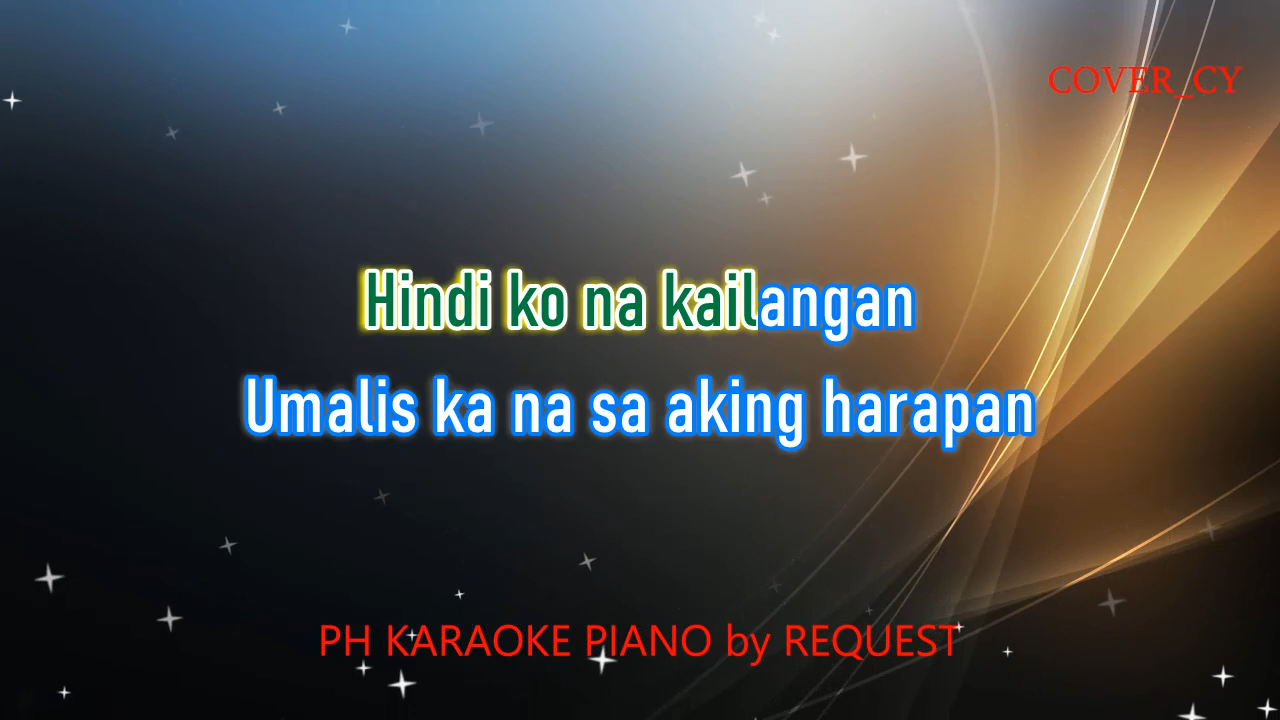 COVER_CY
Hindi ko na kailangan
Umalis ka na sa aking harapan
PH KARAOKE PIANO by REQUEST